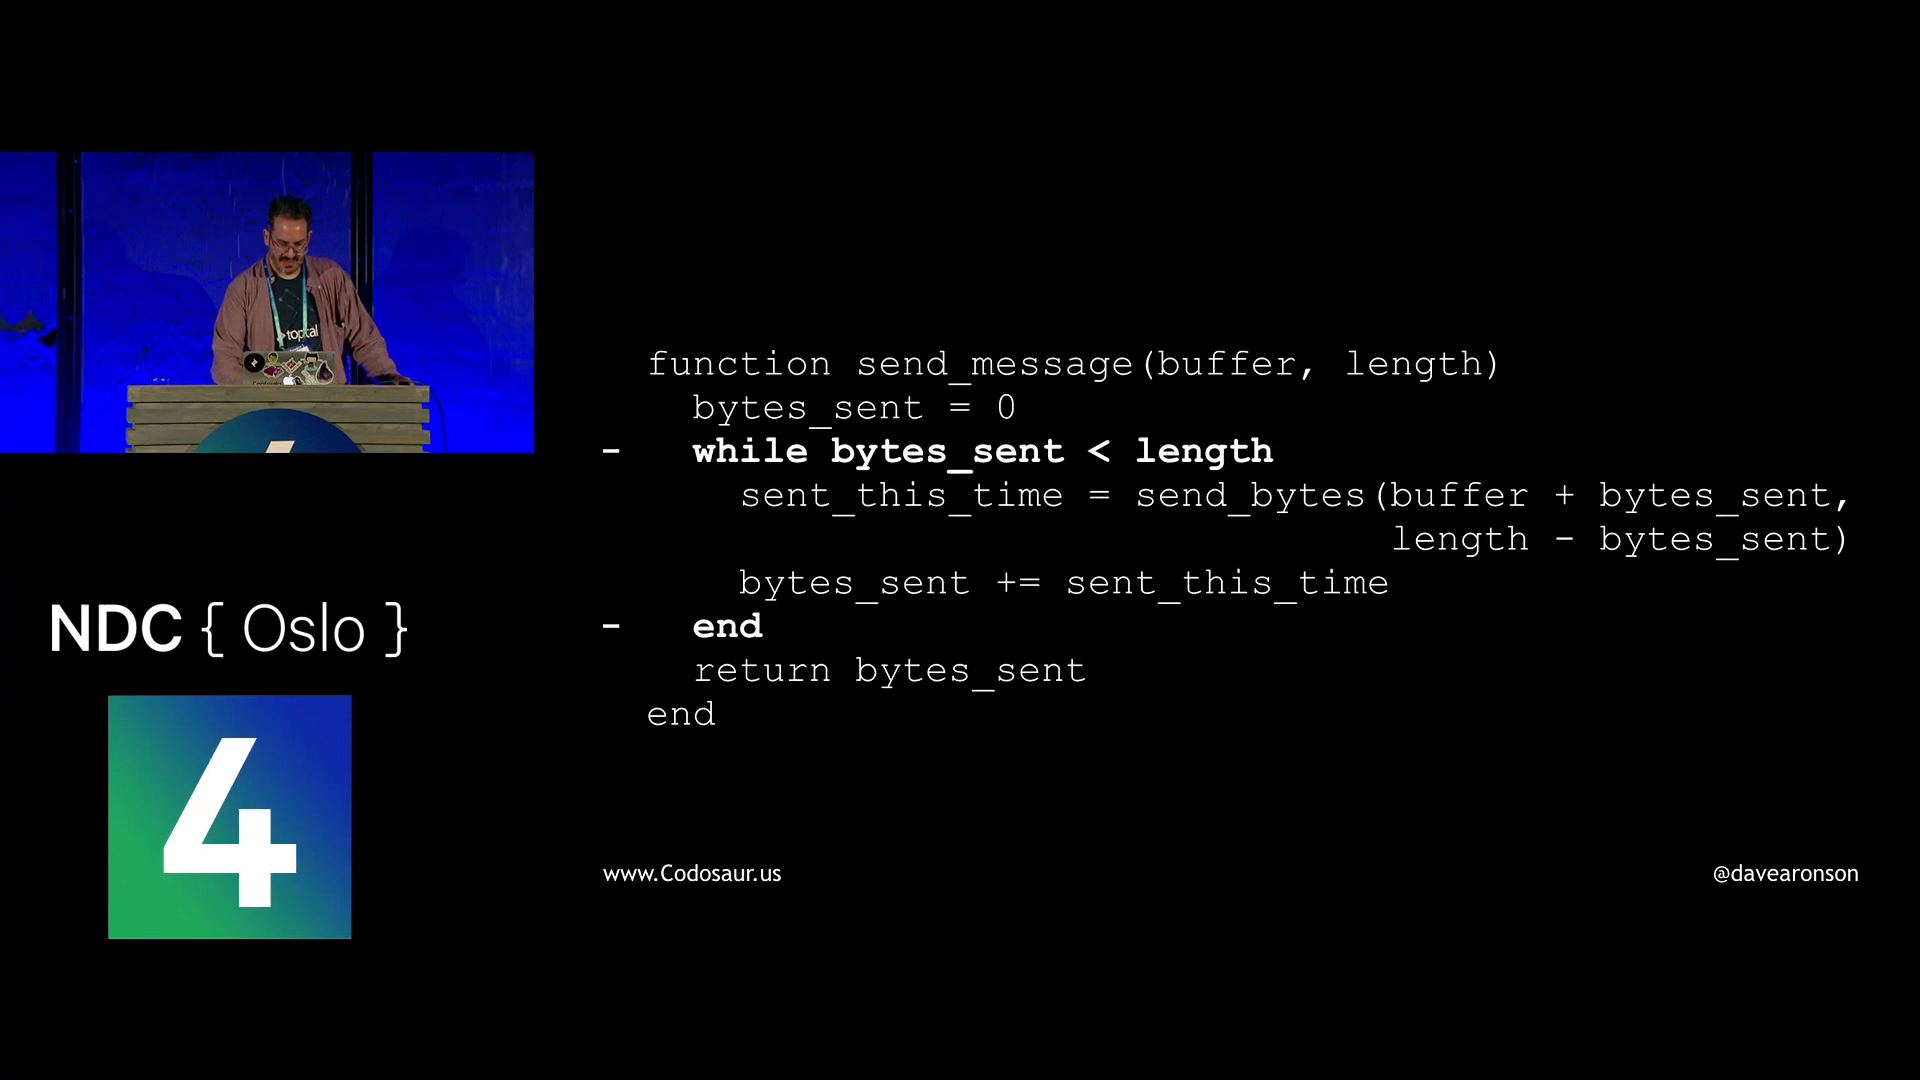 toptal
function send_message(buffer, length)
bytes_sent = 0
- while bytes_sent < length
sent_this_time = send_bytes(buffer + bytes_sent,
length - bytes_sent)
bytes_sent += sent_this_time
- end
return bytes_sent
end
NDC { Oslo }
4
www.Codosaur.us
@davearonson